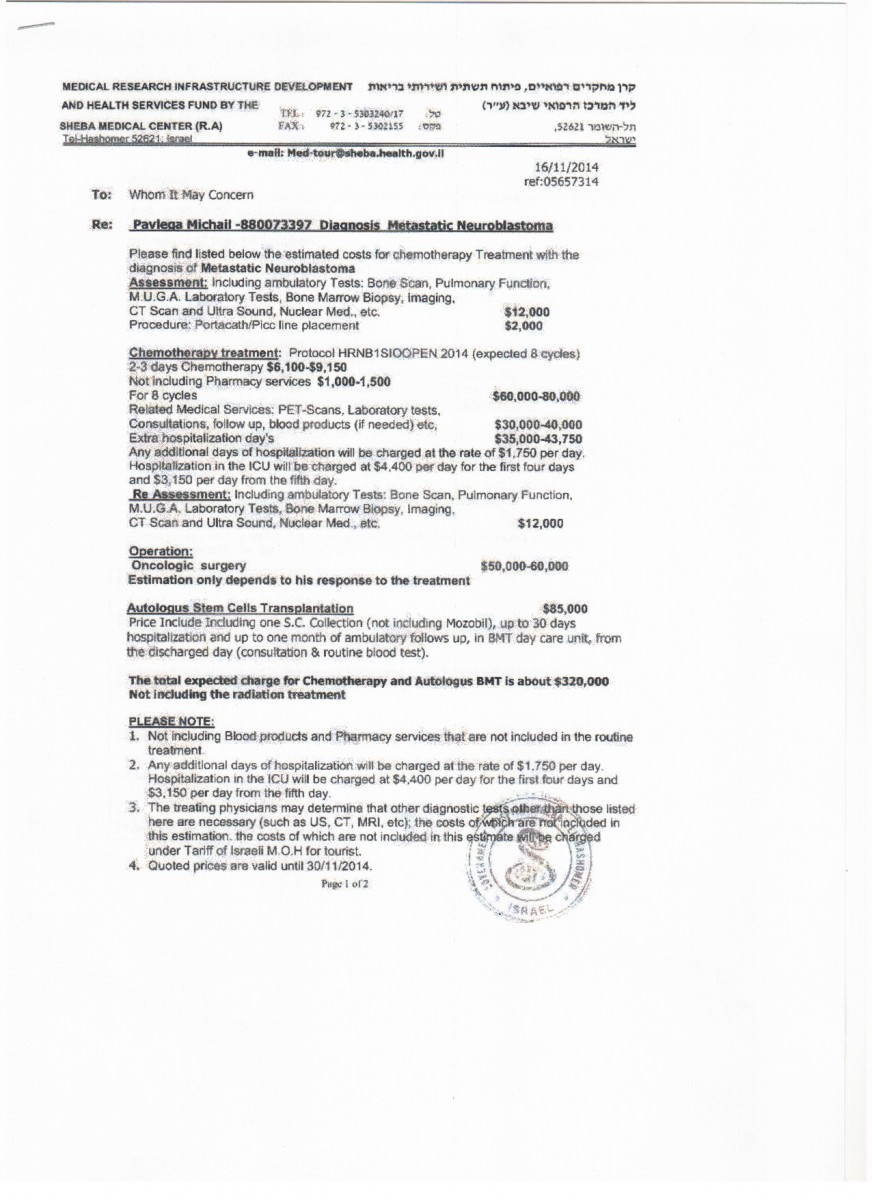 MEDICAL RESEARCH INFRASTRUCTURE DEVELOPMENT קרן מחקרים רפואיים, פיתוח תשתית ושירותי בריאות
AND HEALTH SERVICES FUND BY THE ליד המרכז הרפואי שיבא (ע"ר)
TEL: 972 - 3 - 5303240/17 טל:
SHEBA MEDICAL CENTER (R.A) FAX: 972 - 3 - 5302155 פקס: תל-השומר 52621,
Tel-Hashomer 52621, Israel ישראל
e-mail: Med-tour@sheba.health.gov.il
16/11/2014
ref:05657314
To: Whom It May Concern
Re: Pavlega Michail -880073397 Diagnosis Metastatic Neuroblastoma
Please find listed below the estimated costs for chemotherapy Treatment with the
diagnosis of Metastatic Neuroblastoma
Assessment: Including ambulatory Tests: Bone Scan, Pulmonary Function,
M.U.G.A. Laboratory Tests, Bone Marrow Biopsy, Imaging,
CT Scan and Ultra Sound, Nuclear Med., etc. $12,000
Procedure: Portacath/Picc line placement $2,000
Chemotherapy treatment: Protocol HRNB1SIOOPEN 2014 (expected 8 cycles)
2-3 days Chemotherapy $6,100-$9,150
Not including Pharmacy services $1,000-1,500
For 8 cycles $60,000-80,000
Related Medical Services: PET-Scans, Laboratory tests,
Consultations, follow up, blood products (if needed) etc, $30,000-40,000
Extra hospitalization day's $35,000-43,750
Any additional days of hospitalization will be charged at the rate of $1,750 per day.
Hospitalization in the ICU will be charged at $4,400 per day for the first four days
and $3,150 per day from the fifth day.
Re Assessment: Including ambulatory Tests: Bone Scan, Pulmonary Function,
M.U.G.A. Laboratory Tests, Bone Marrow Biopsy, Imaging,
CT Scan and Ultra Sound, Nuclear Med., etc. $12,000
Operation:
Oncologic surgery $50,000-60,000
Estimation only depends to his response to the treatment
Autologus Stem Cells Transplantation $85,000
Price Include Including one S.C. Collection (not including Mozobil), up to 30 days
hospitalization and up to one month of ambulatory follows up, in BMT day care unit, from
the discharged day (consultation & routine blood test).
The total expected charge for Chemotherapy and Autologus BMT is about $320,000
Not including the radiation treatment
PLEASE NOTE:
1. Not including Blood products and Pharmacy services that are not included in the routine
treatment.
2. Any additional days of hospitalization will be charged at the rate of $1,750 per day.
Hospitalization in the ICU will be charged at $4,400 per day for the first four days and
$3,150 per day from the fifth day.
3. The treating physicians may determine that other diagnostic tests other than those listed
here are necessary (such as US, CT, MRI, etc); the costs of which are not included in
this estimation. the costs of which are not included in this estimate will be charged
under Tariff of Israeli M.O.H for tourist.
4. Quoted prices are valid until 30/11/2014.
Page 1 of 2
ISRAEL